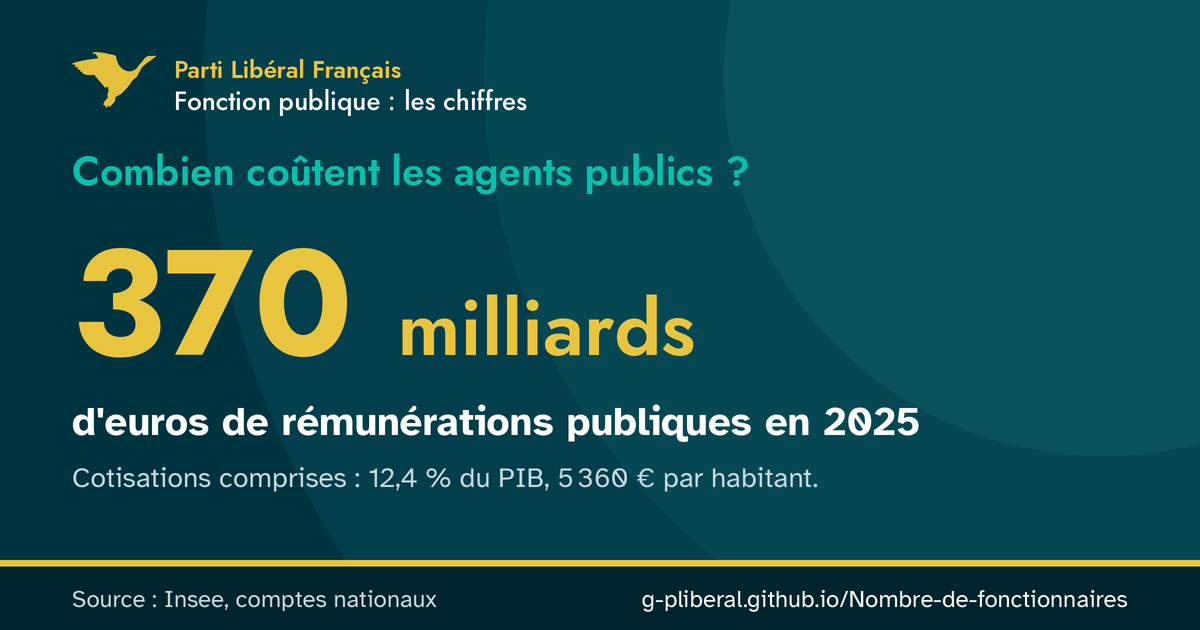 Parti Libéral Français
Fonction publique : les chiffres
Combien coûtent les agents publics ?
370 milliards
d'euros de rémunérations publiques en 2025
Cotisations comprises : 12,4 % du PIB, 5 360 € par habitant.
Source : Insee, comptes nationaux
g-pliberal.github.io/Nombre-de-fonctionnaires